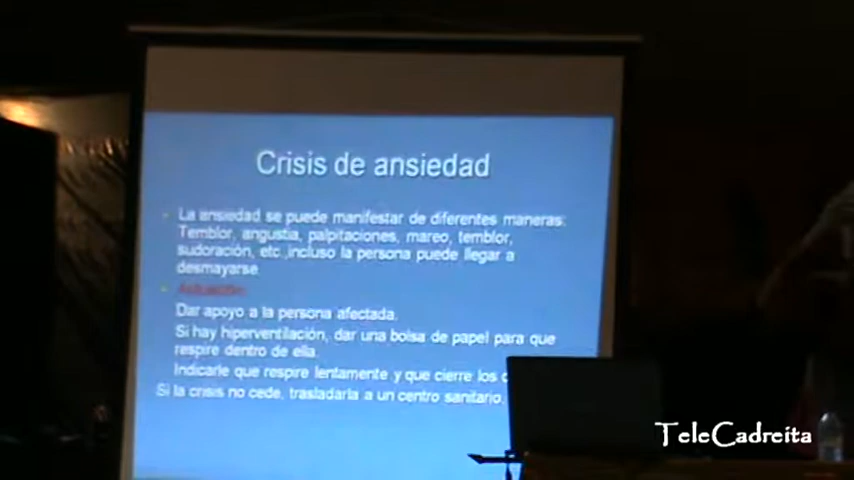 Crisis de ansiedad
La ansiedad se puede manifestar de diferentes maneras:
Temblor, angustia, palpitaciones, mareo, temblor,
sudoración, etc.,incluso la persona puede llegar a
desmayarse.
Actuación:
Dar apoyo a la persona afectada.
Si hay hiperventilación, dar una bolsa de papel para que
respire dentro de ella.
Indicarle que respire lentamente y que cierre los
Si la crisis no cede, trasladarla a un centro sanitario.
TeleCadreita